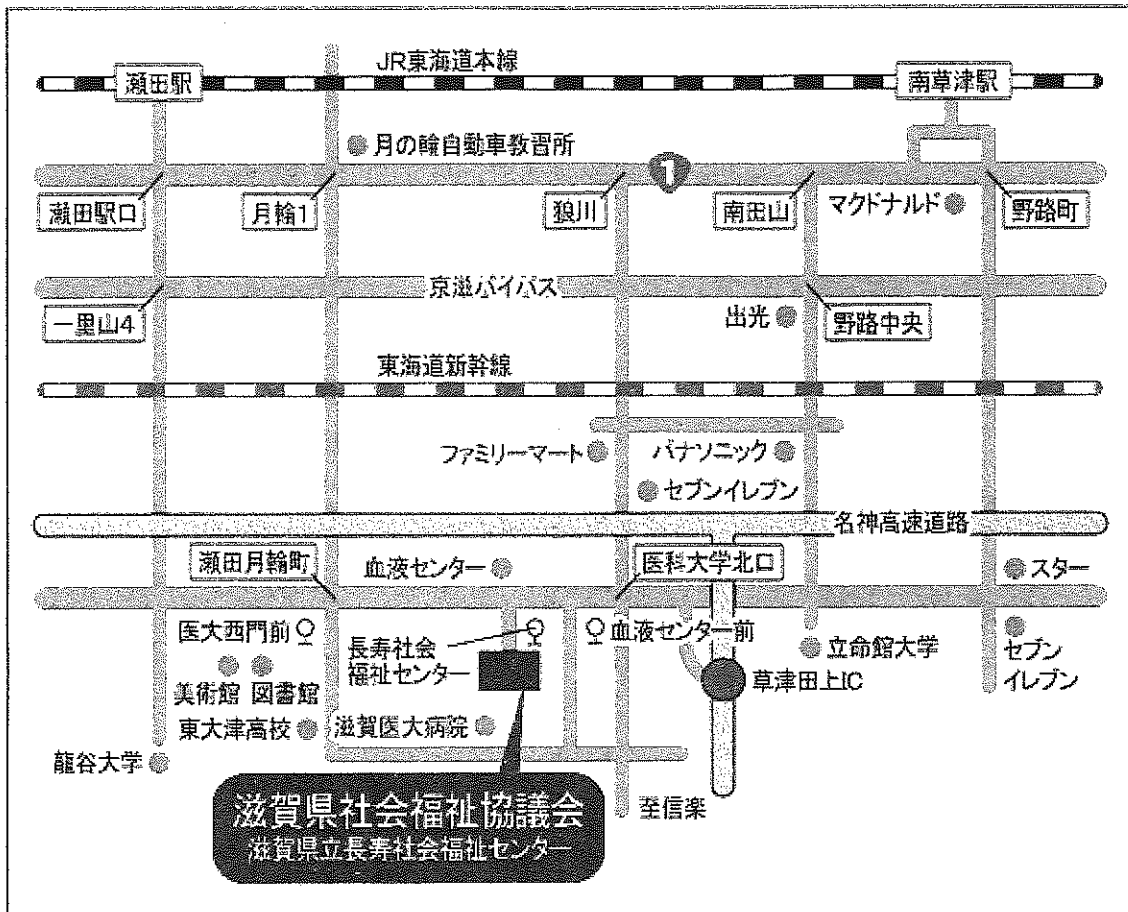 JR東海道本線
瀬田駅
南草津駅
月の輪自動車教習所
1
瀬田駅口
月輪1
狼川
南田山
マクドナルド
野路町
京滋バイパス
一里山4
出光
野路中央
東海道新幹線
ファミリーマート
パナソニック
セブンイレブン
名神高速道路
瀬田月輪町
血液センター
医科大学北口
スター
医大西門前
長寿社会
福祉センター
血液センター前
立命館大学
セブン
イレブン
美術館
図書館
草津田上IC
東大津高校
滋賀医大病院
龍谷大学
至信楽
滋賀県社会福祉協議会
滋賀県立長寿社会福祉センター